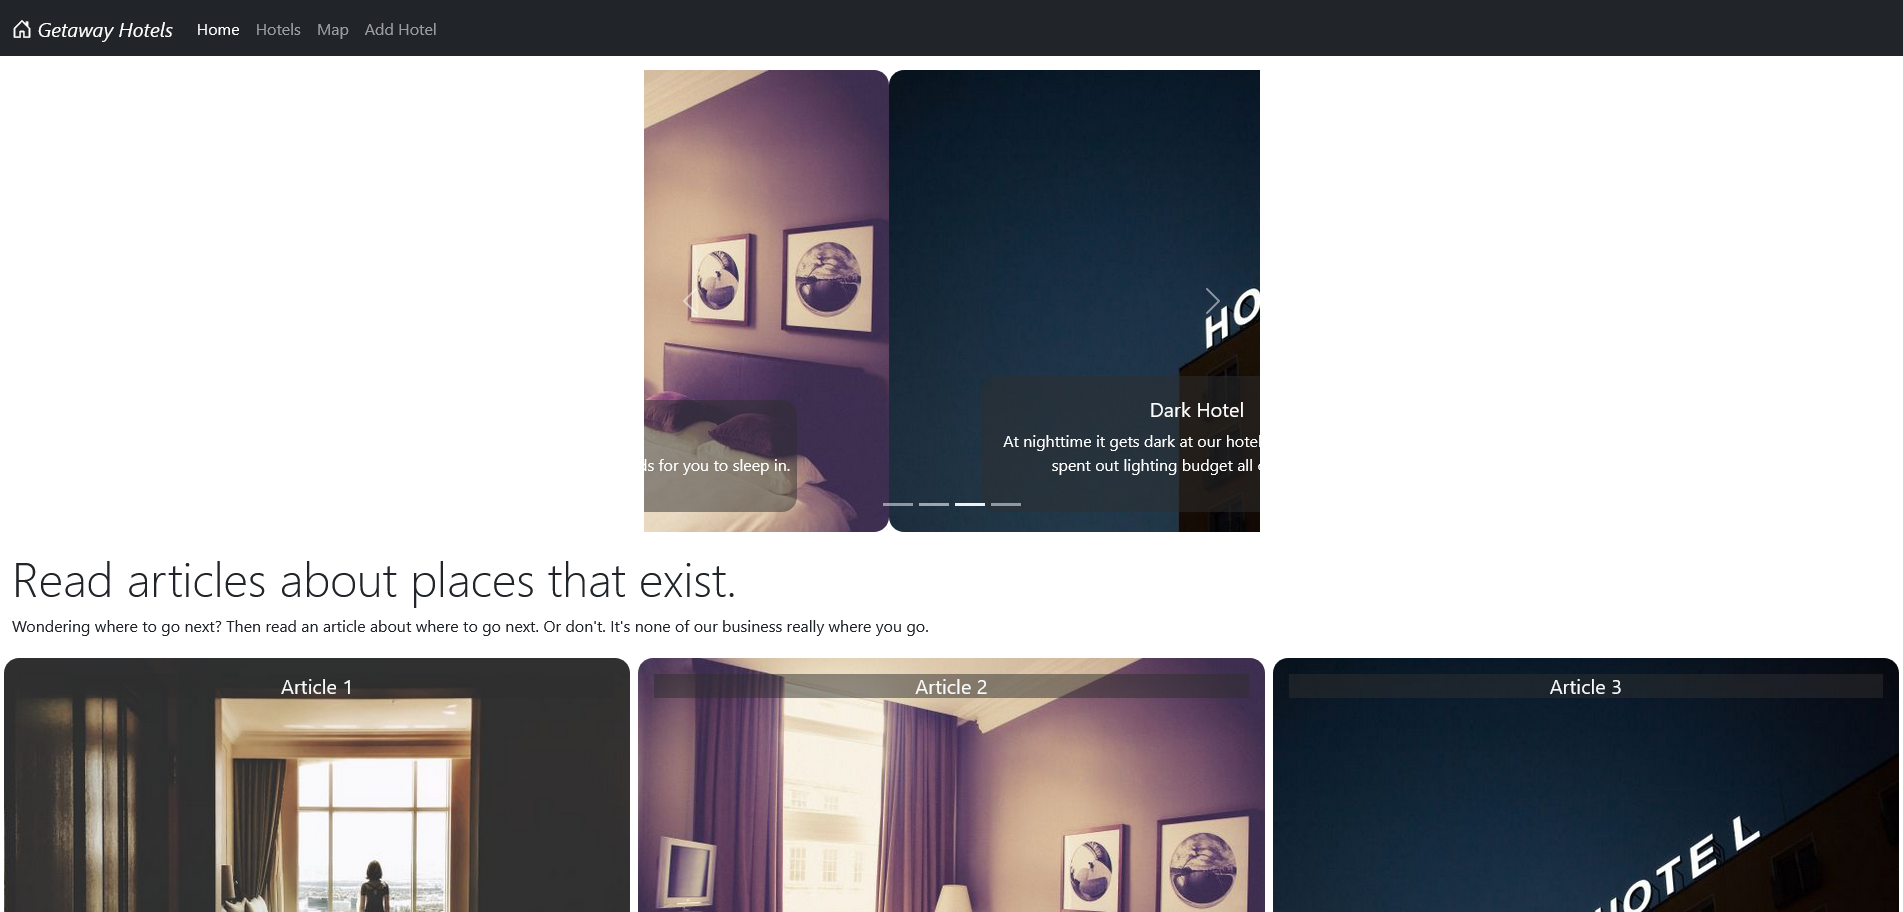 Getaway Hotels Home Hotels Map Add Hotel
HO
Dark Hotel
At nighttime it gets dark at our hotel
for you to sleep in.
spent out lighting budget all
Read articles about places that exist.
Wondering where to go next? Then read an article about where to go next. Or don't. It's none of our business really where you go.
Article 1
Article 2
Article 3
HOTEL